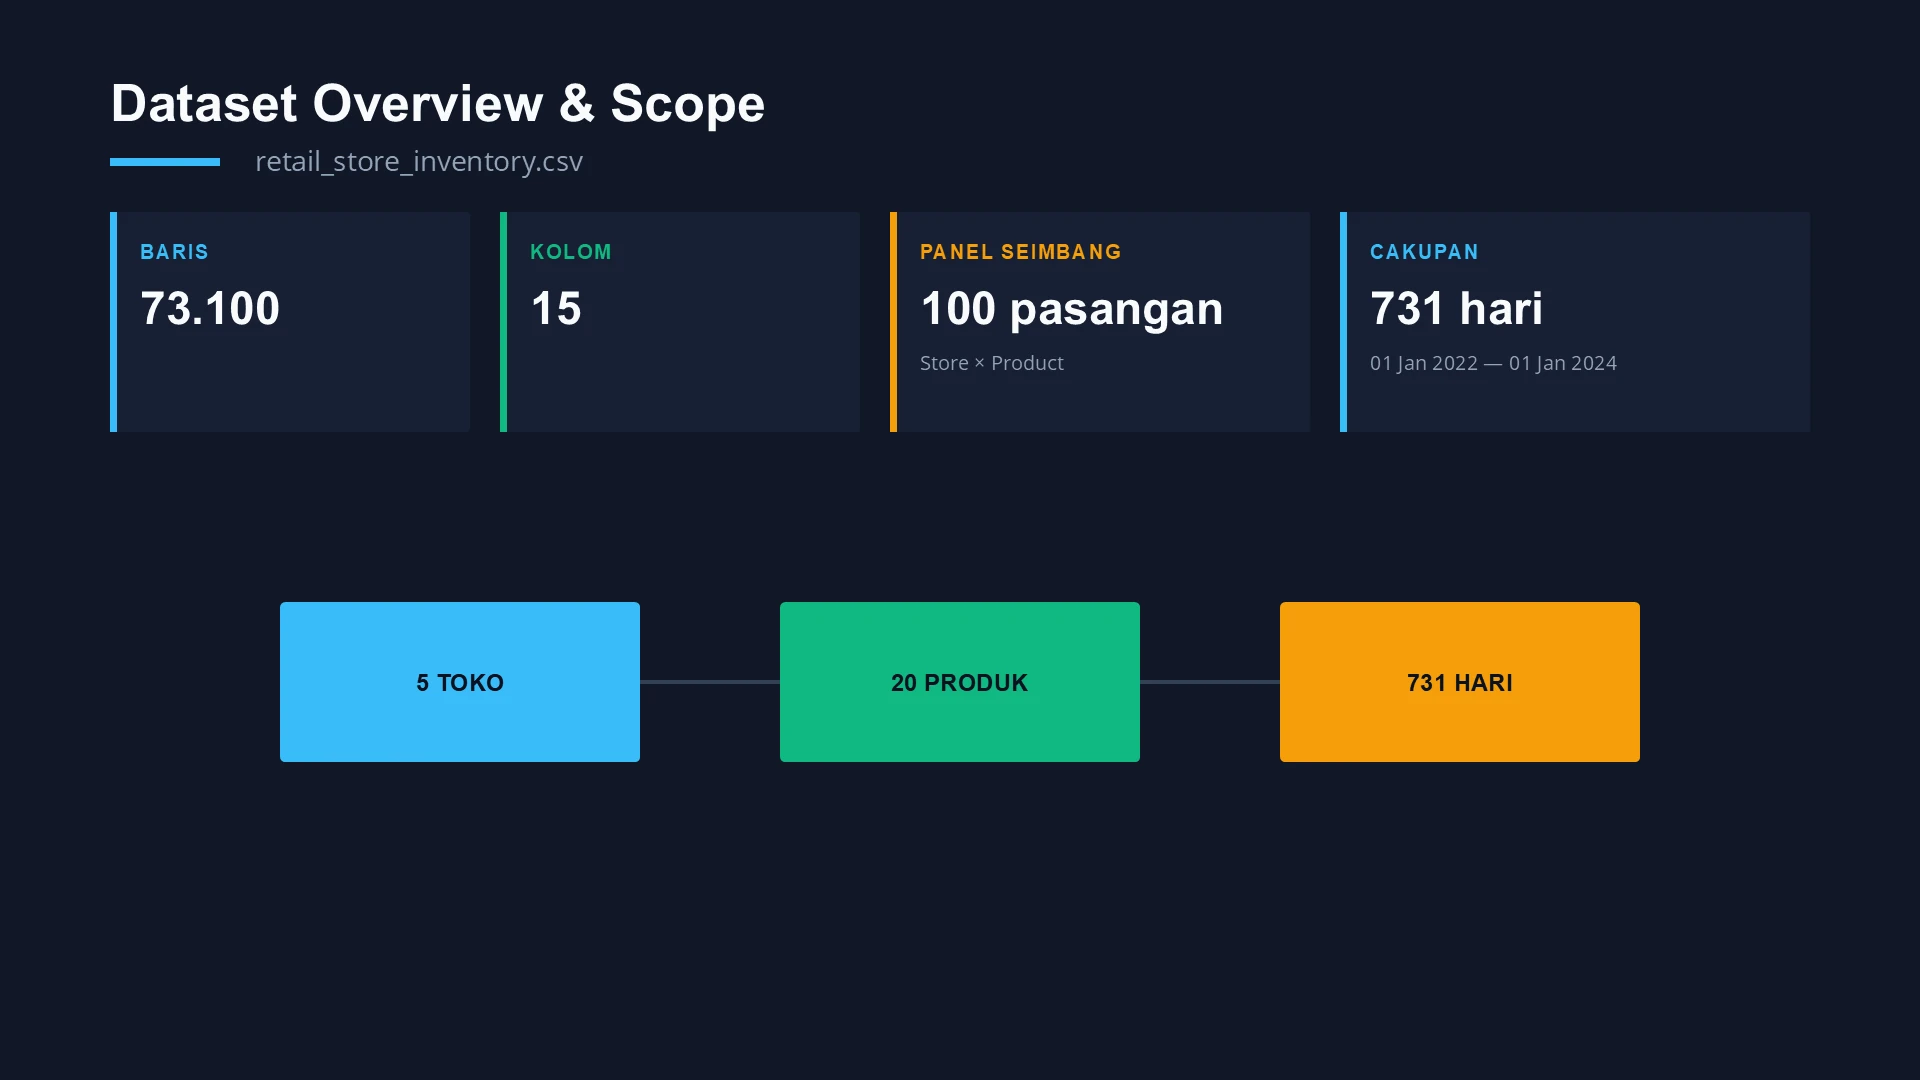 Dataset Overview & Scope
retail_store_inventory.csv
BARIS
73.100
KOLOM
15
PANEL SEIMBANG
100 pasangan
Store × Product
CAKUPAN
731 hari
01 Jan 2022 — 01 Jan 2024
5 TOKO
20 PRODUK
731 HARI